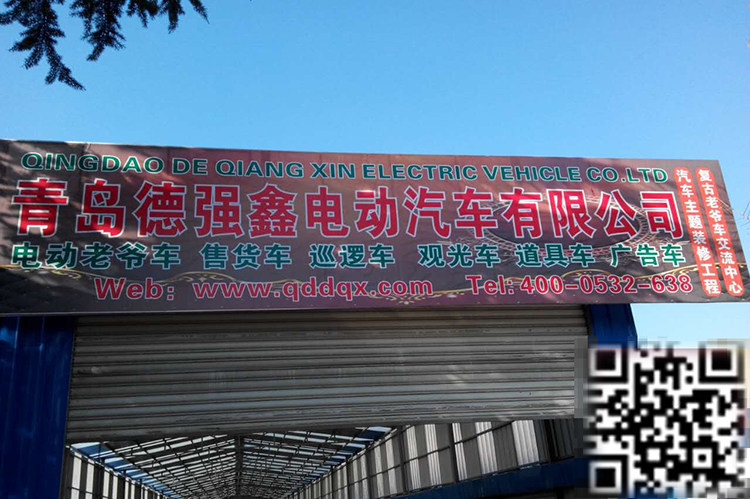 QINGDAO DE QIANG XIN ELECTRIC VEHICLE CO.LTD
青岛德强鑫电动汽车有限公司
电动老爷车 售货车 巡逻车 观光车 道具车 广告车
Web：www.qddqx.com Tel:400-0532-638
复古老爷车交流中心
汽车主题装修工程